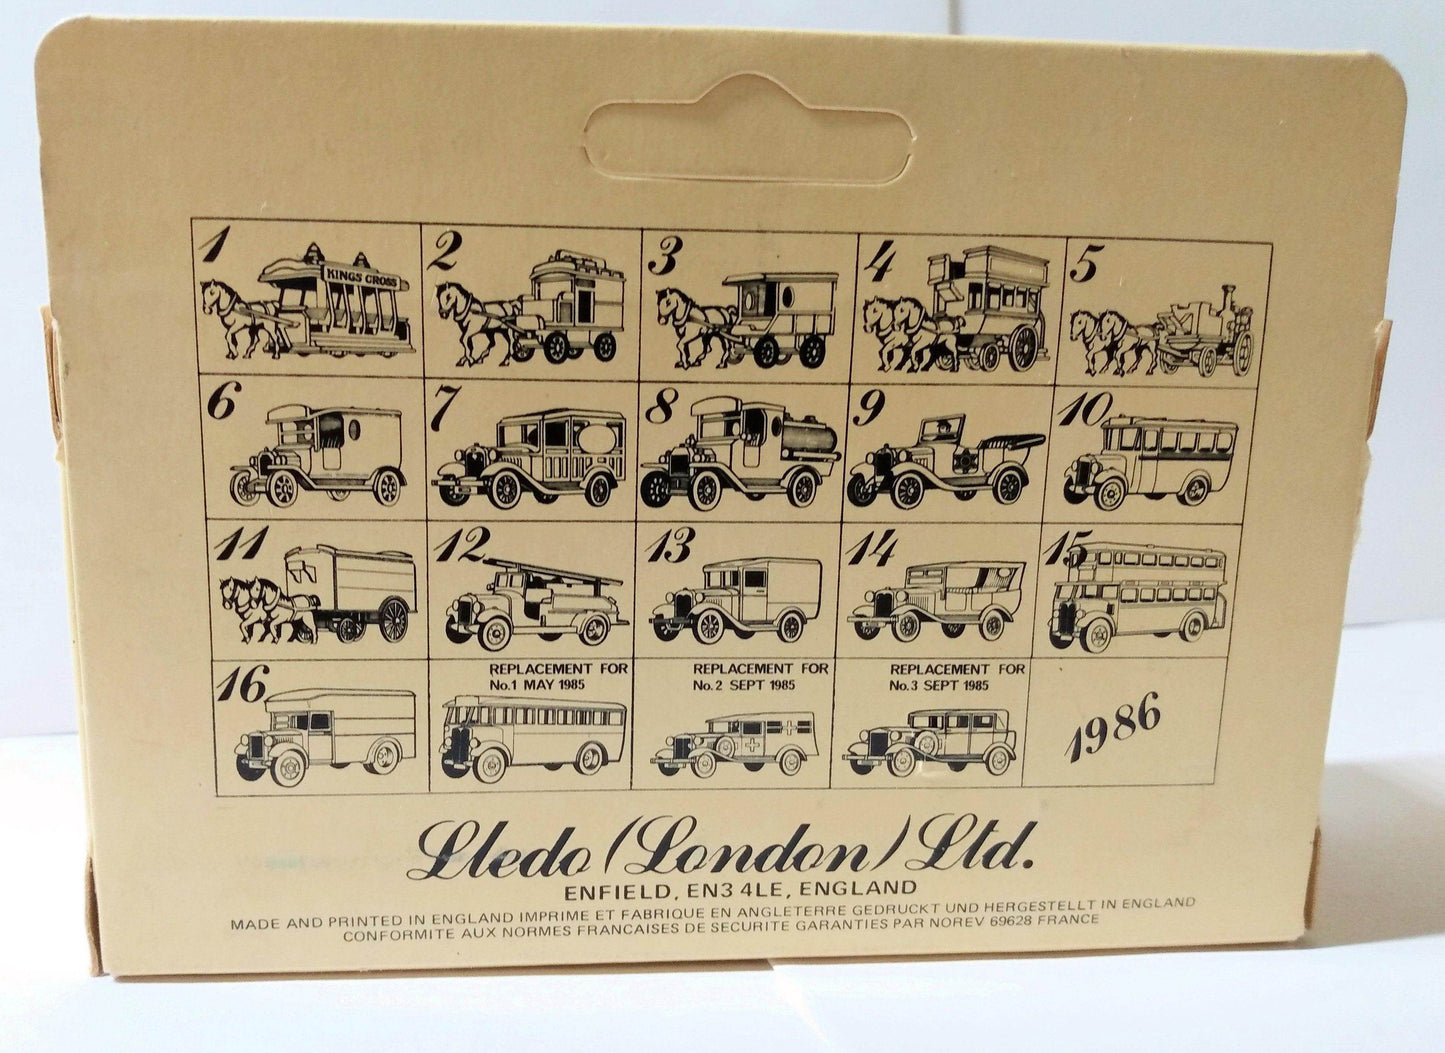 1
KINGS CROSS
2
3
4
5
6
7
8
9
10
11
12
13
14
15
16
REPLACEMENT FOR
No.1 MAY 1985
REPLACEMENT FOR
No.2 SEPT 1985
REPLACEMENT FOR
No.3 SEPT 1985
1986
Lledo (London) Ltd.
ENFIELD, EN3 4LE, ENGLAND
MADE AND PRINTED IN ENGLAND IMPRIME ET FABRIQUE EN ANGLETERRE GEDRUCKT UND HERGESTELLT IN ENGLAND
CONFORMITE AUX NORMES FRANCAISES DE SECURITE GARANTIES PAR NOREV 69628 FRANCE